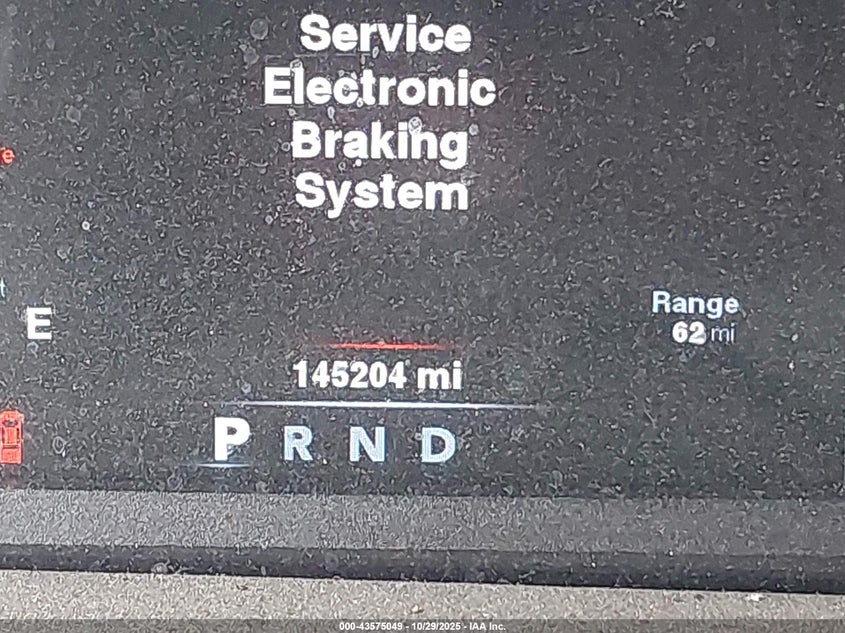 Service
Electronic
Braking
System
e
t
E
Range
62 mi
145204 mi
P R N D
000-43575049 - 10/29/2025 - IAA Inc.